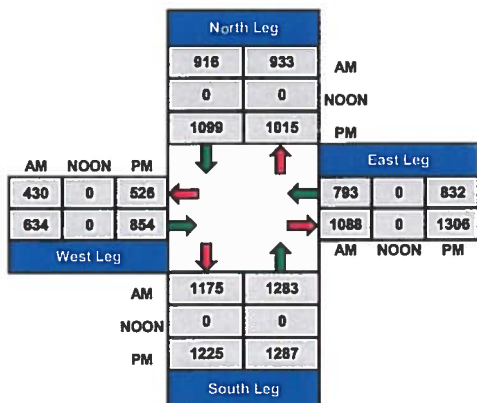 North Leg
916 933 AM
0 0 NOON
1099 1015 PM
AM NOON PM
East Leg
430 0 526
793 0 832
634 0 854
1088 0 1306
West Leg
AM NOON PM
AM 1175 1283
NOON 0 0
PM 1225 1287
South Leg